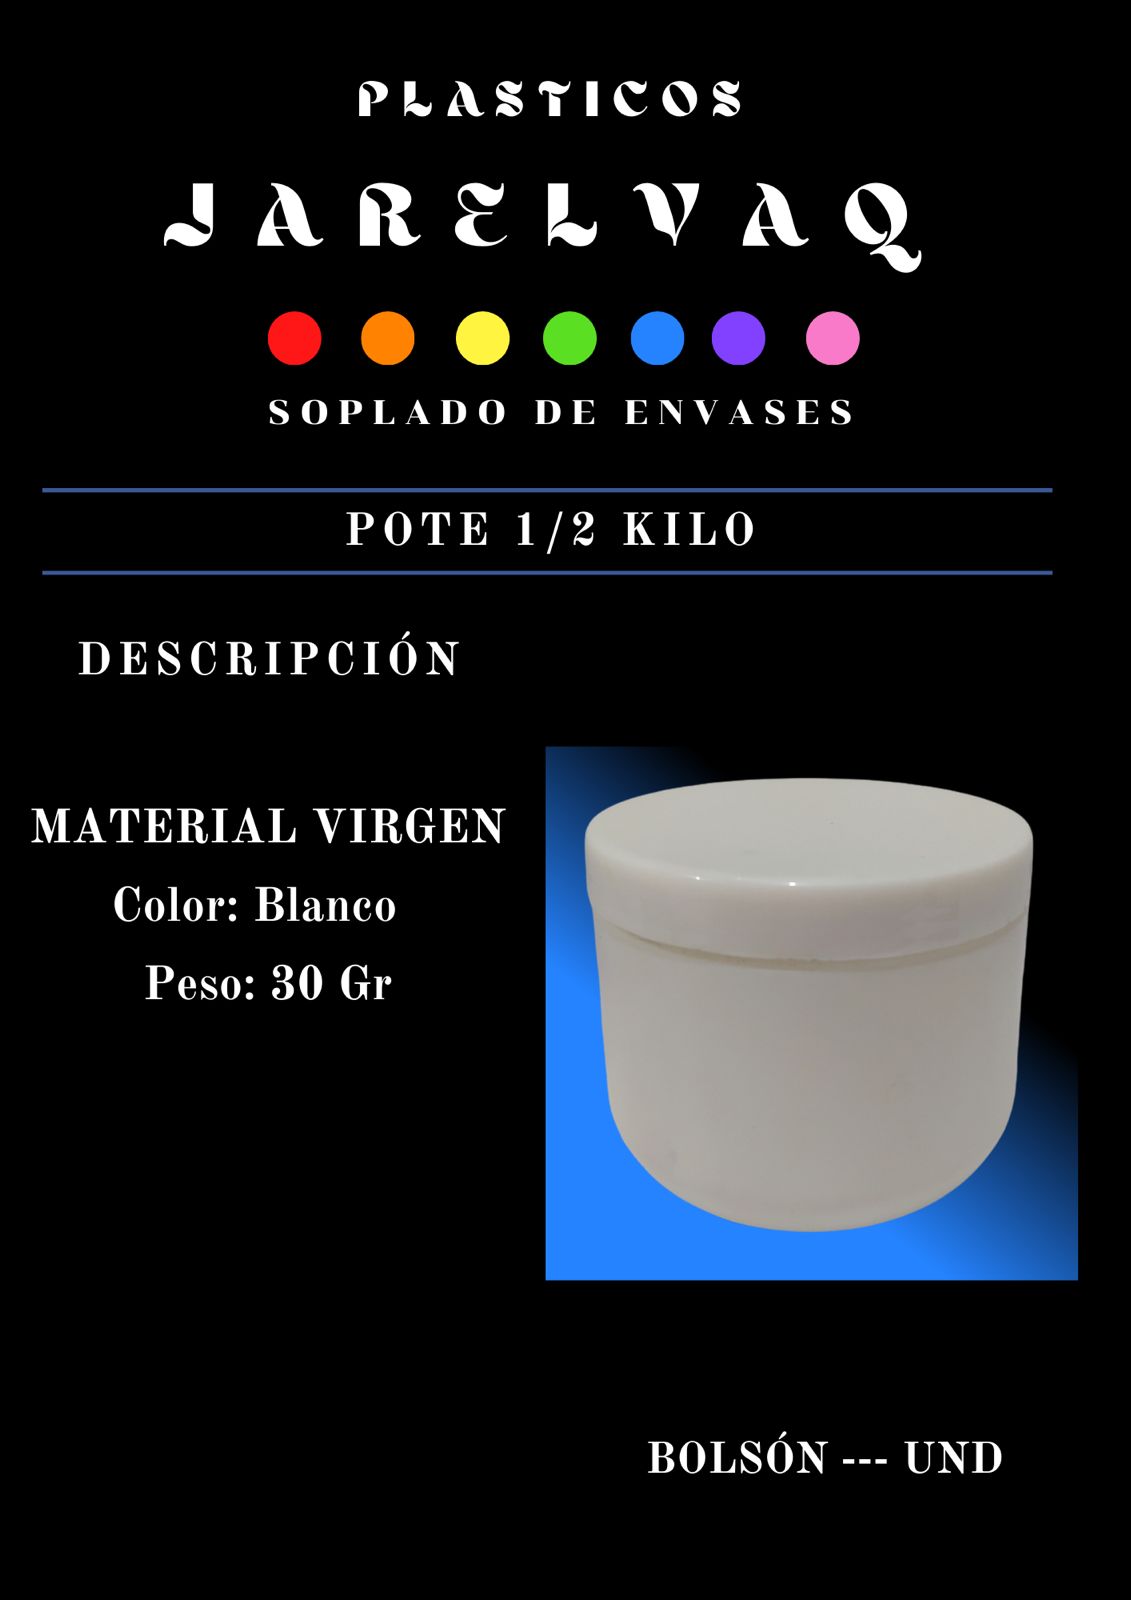 PLASTICOS
JARELVAQ
SOPLADO DE ENVASES
POTE 1/2 KILO
DESCRIPCIÓN
MATERIAL VIRGEN
Color: Blanco
Peso: 30 Gr
BOLSÓN --- UND